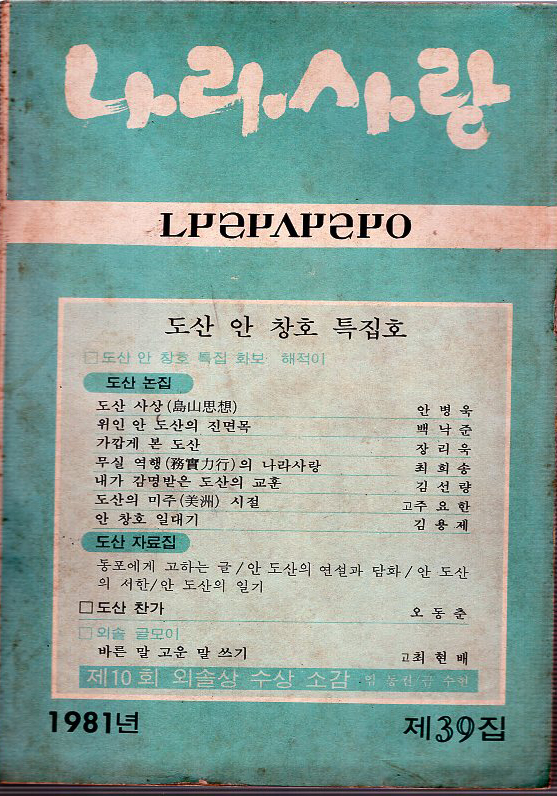 나라사랑
ㄴㅏㄹㅏㅅㅏㄹㅏㅇ
도산 안 창호 특집호
□도산 안 창호 특집 화보 해적이
도산 논집
도산 사상(島山思想) 안 병 욱
위인 안 도산의 진면목 백 낙 준
가깝게 본 도산 장 리 욱
무실 역행(務實力行)의 나라사랑 최 희 송
내가 감명받은 도산의 교훈 김 선 량
도산의 미주(美洲) 시절 고주 요 한
안 창호 일대기 김 용 제
도산 자료집
동포에게 고하는 글/안 도산의 연설과 담화/안 도산
의 서한/안 도산의 일기
□도산 찬가 오 동 춘
□외솔 글모이
바른 말 고운 말 쓰기 고최 현 배
제10회 외솔상 수상 소감 임 동권 수현
1981년 제39집